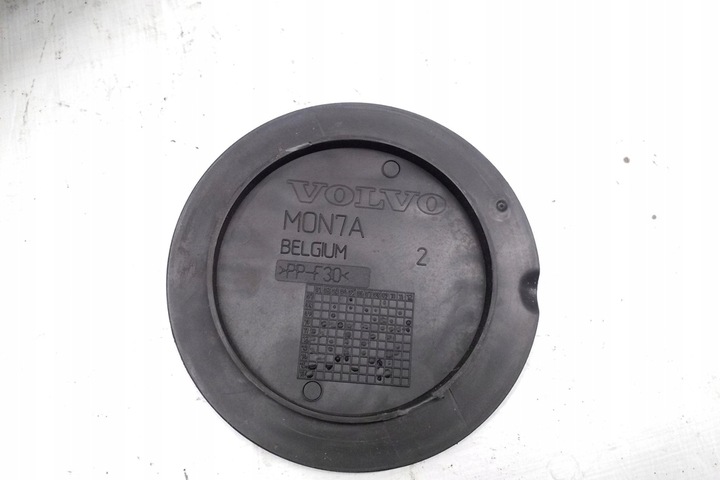 VOLVO
MON7A
BELGIUM 2
>PP-F30<